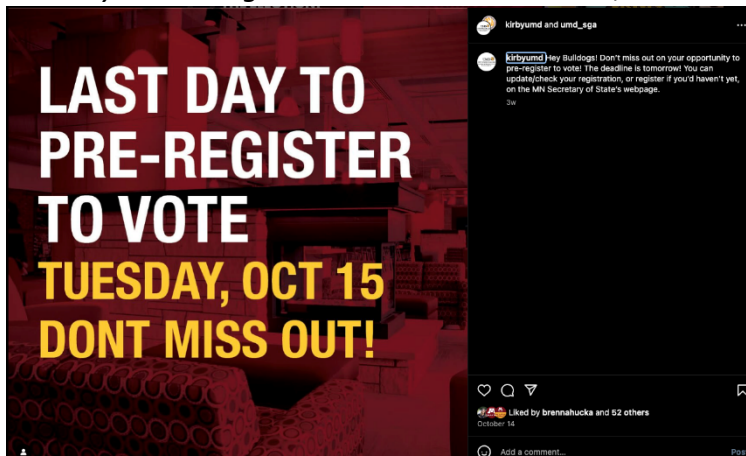 LAST DAY TO
PRE-REGISTER
TO VOTE
TUESDAY, OCT 15
DONT MISS OUT!
kirbyumd and umd_sga
kirbyumd Hey Bulldogs! Don't miss out on your opportunity to
pre-register to vote! The deadline is tomorrow! You can
update/check your registration, or register if you'd haven't yet,
on the MN Secretary of State's webpage.
3w
Liked by brennahucka and 52 others
October 14
Add a comment...
Pos